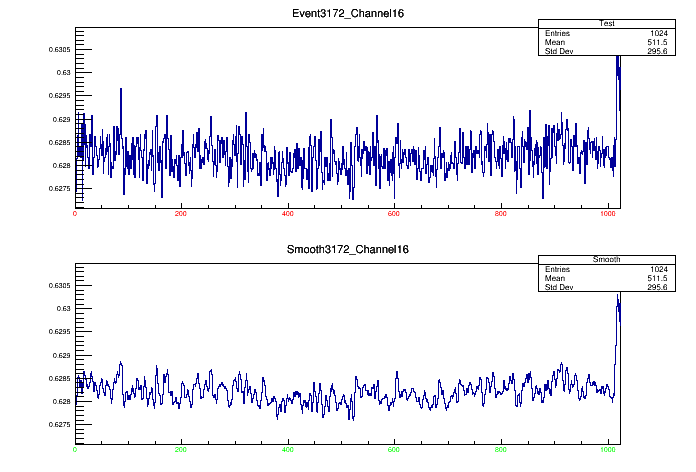 Event3172_Channel16
Test
Entries 1024
Mean 511.5
Std Dev 295.6
0.6305
0.63
0.6295
0.629
0.6285
0.628
0.6275
0 200 400 600 800 1000
Smooth3172_Channel16
Smooth
Entries 1024
Mean 511.5
Std Dev 295.6
0.6305
0.63
0.6295
0.629
0.6285
0.628
0.6275
0 200 400 600 800 1000